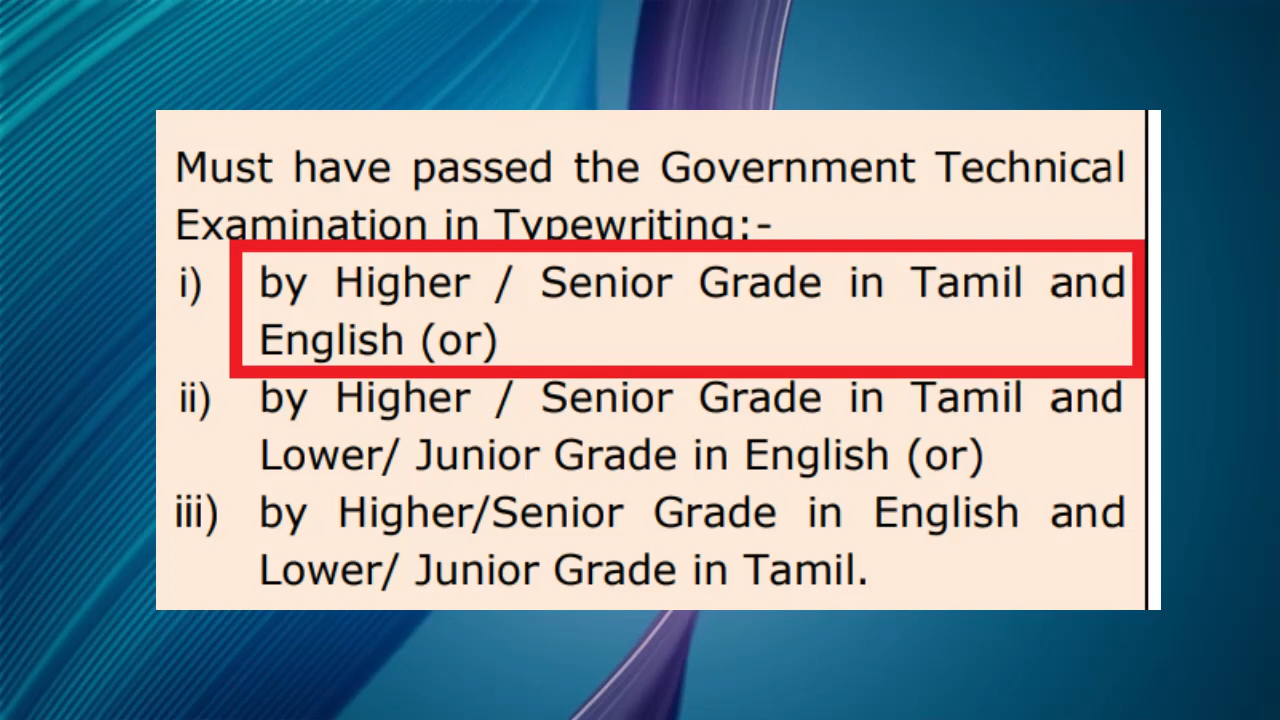 Must have passed the Government Technical
Examination in Typewriting:-
i) by Higher / Senior Grade in Tamil and
English (or)
ii) by Higher / Senior Grade in Tamil and
Lower/ Junior Grade in English (or)
iii) by Higher/Senior Grade in English and
Lower/ Junior Grade in Tamil.